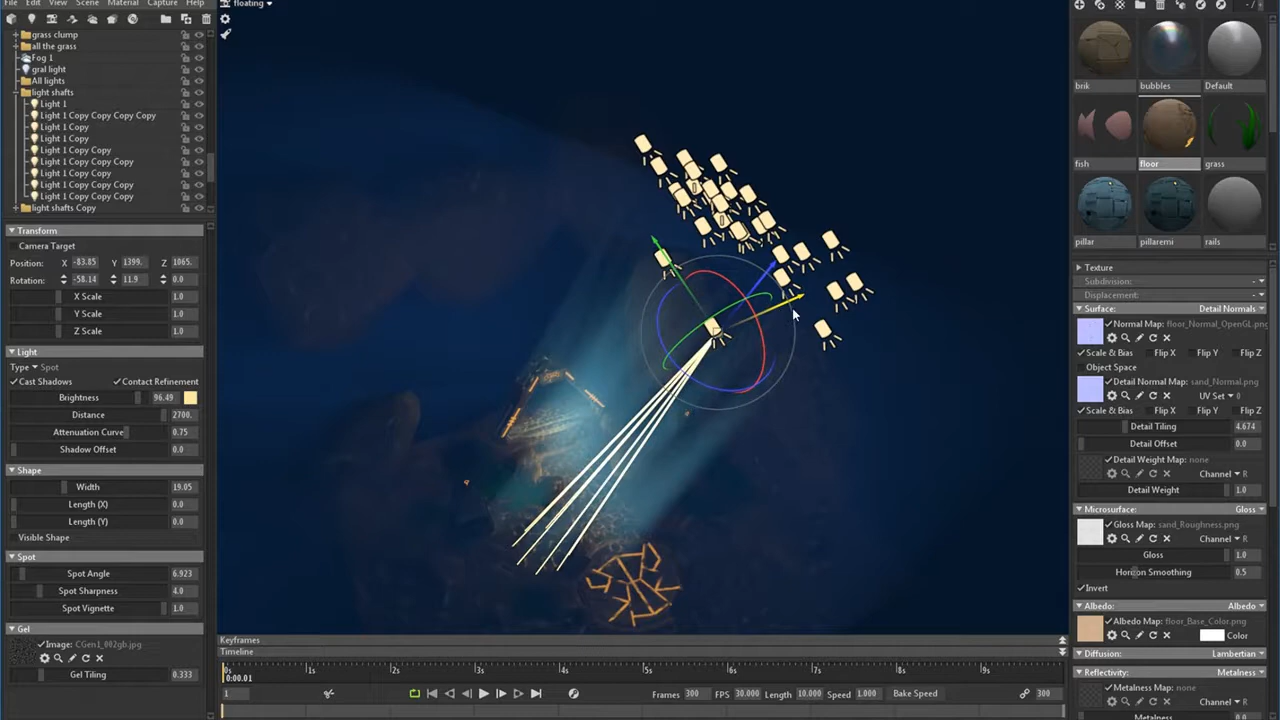 File Edit View Scene Material Capture Help
grass clump
all the grass
Fog 1
gral light
All lights
light shafts
Light 1
Light 1 Copy Copy Copy Copy
Light 1 Copy
Light 1 Copy
Light 1 Copy Copy
Light 1 Copy Copy Copy
Light 1 Copy Copy
Light 1 Copy Copy Copy
Light 1 Copy Copy Copy
light shafts Copy
Transform
Camera Target
Position: X -83.85 Y 1399. Z 1065.
Rotation: -58.14 11.9 0.0
X Scale 1.0
Y Scale 1.0
Z Scale 1.0
Light
Type Spot
Cast Shadows Contact Refinement
Brightness 96.49
Distance 2700.
Attenuation Curve 0.75
Shadow Offset 0.0
Shape
Width 19.05
Length (X) 0.0
Length (Y) 0.0
Visible Shape
Spot
Spot Angle 6.923
Spot Sharpness 4.0
Spot Vignette 1.0
Gel
Image: CGen1_002gb.jpg
Gel Tiling 0.333
floating
Keyframes
Timeline
0s 1s 2s 3s 4s 5s 6s 7s 8s 9s
0:00.01
1 Frames 300 FPS 30.000 Length 10.000 Speed 1.000 Bake Speed 300
brik bubbles Default
fish floor grass
pillar pillaremi rails
Texture
Subdivision: -
Displacement: -
Surface: Detail Normals
Normal Map: floor_Normal_OpenGL.png
Scale & Bias Flip X Flip Y Flip Z
Object Space
Detail Normal Map: sand_Normal.png
UV Set 0
Scale & Bias Flip X Flip Y Flip Z
Detail Tiling 4.674
Detail Offset 0.0
Detail Weight Map: none
Channel R
Detail Weight 1.0
Microsurface: Gloss
Gloss Map: sand_Roughness.png
Channel R
Gloss 1.0
Horizon Smoothing 0.5
Invert
Albedo: Albedo
Albedo Map: floor_Base_Color.png
Color
Diffusion: Lambertian
Reflectivity: Metalness
Metalness Map: none
Channel R
Metalness